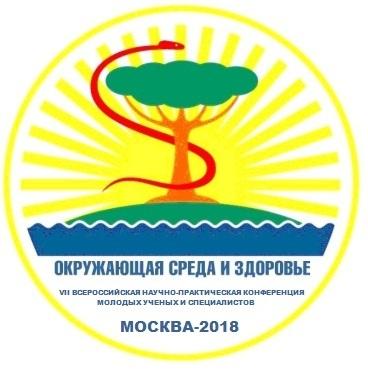 ОКРУЖАЮЩАЯ СРЕДА И ЗДОРОВЬЕ
VII ВСЕРОССИЙСКАЯ НАУЧНО-ПРАКТИЧЕСКАЯ КОНФЕРЕНЦИЯ
МОЛОДЫХ УЧЕНЫХ И СПЕЦИАЛИСТОВ
МОСКВА-2018